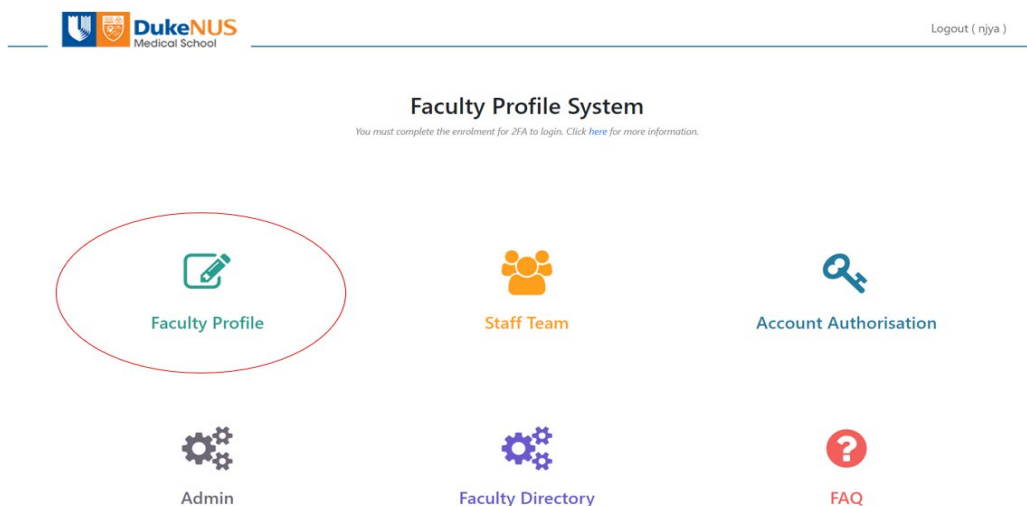 DukeNUS
Medical School
Logout ( njya )
Faculty Profile System
You must complete the enrolment for 2FA to login. Click here for more information.
Faculty Profile
Staff Team
Account Authorisation
Admin
Faculty Directory
FAQ